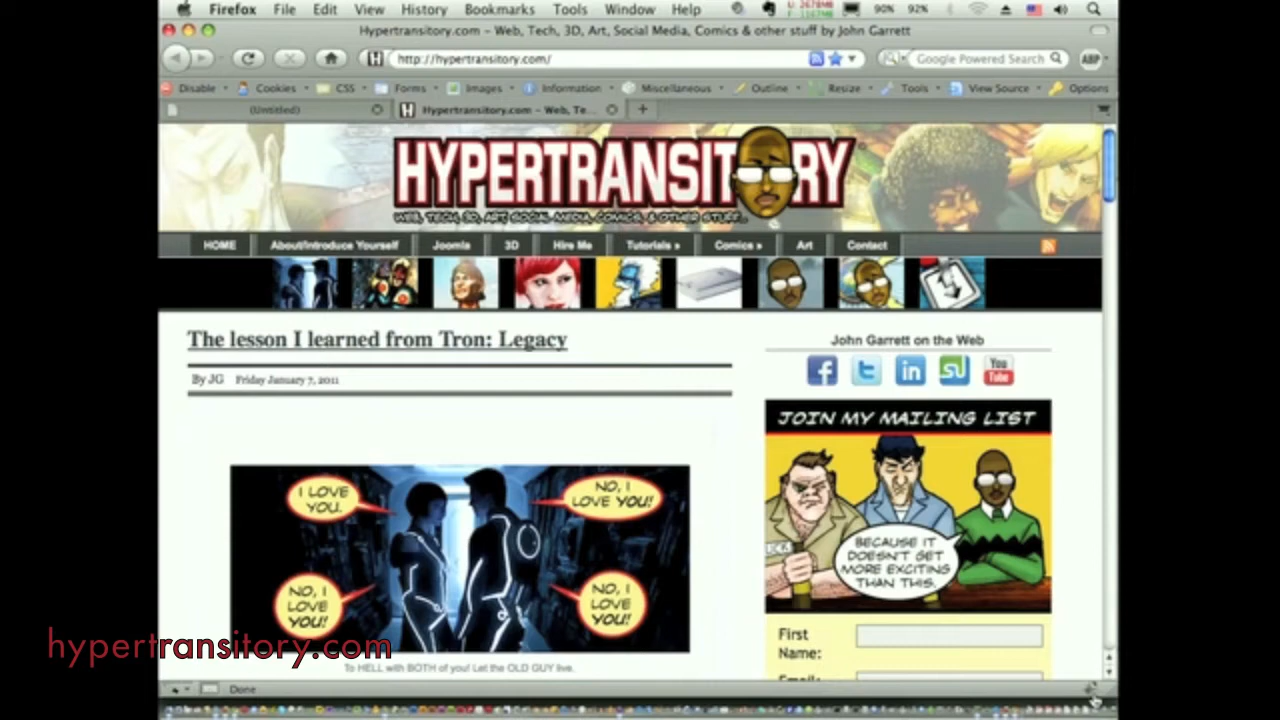 Firefox File Edit View History Bookmarks Tools Window Help 90% 92%
Hypertransitory.com – Web, Tech, 3D, Art, Social Media, Comics & other stuff by John Garrett
http://hypertransitory.com/ Google Powered Search ABP
Disable Cookies CSS Forms Images Information Miscellaneous Outline Resize Tools View Source Options
(Untitled) Hypertransitory.com – Web, Te...
HYPERTRANSITORY
WEB, TECH, 3D, ART, SOCIAL MEDIA, COMICS, & OTHER STUFF...
HOME About/Introduce Yourself Joomla 3D Hire Me Tutorials » Comics » Art Contact
The lesson I learned from Tron: Legacy
By JG Friday January 7, 2011
I LOVE
YOU.
NO, I
LOVE YOU!
NO, I
LOVE
YOU!
NO, I
LOVE
YOU!
To HELL with BOTH of you! Let the OLD GUY live.
John Garrett on the Web
You
Tube
JOIN MY MAILING LIST
BECAUSE IT
DOESN'T GET
MORE EXCITING
THAN THIS.
First
Name:
Email:
Done
hypertransitory.com